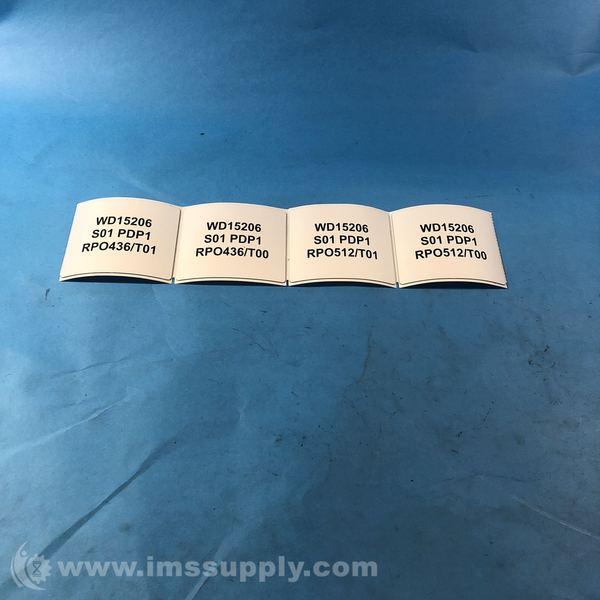 WD15206
S01 PDP1
RPO436/T01
WD15206
S01 PDP1
RPO436/T00
WD15206
S01 PDP1
RPO512/T01
WD15206
S01 PDP1
RPO512/T00
www.imssupply.com